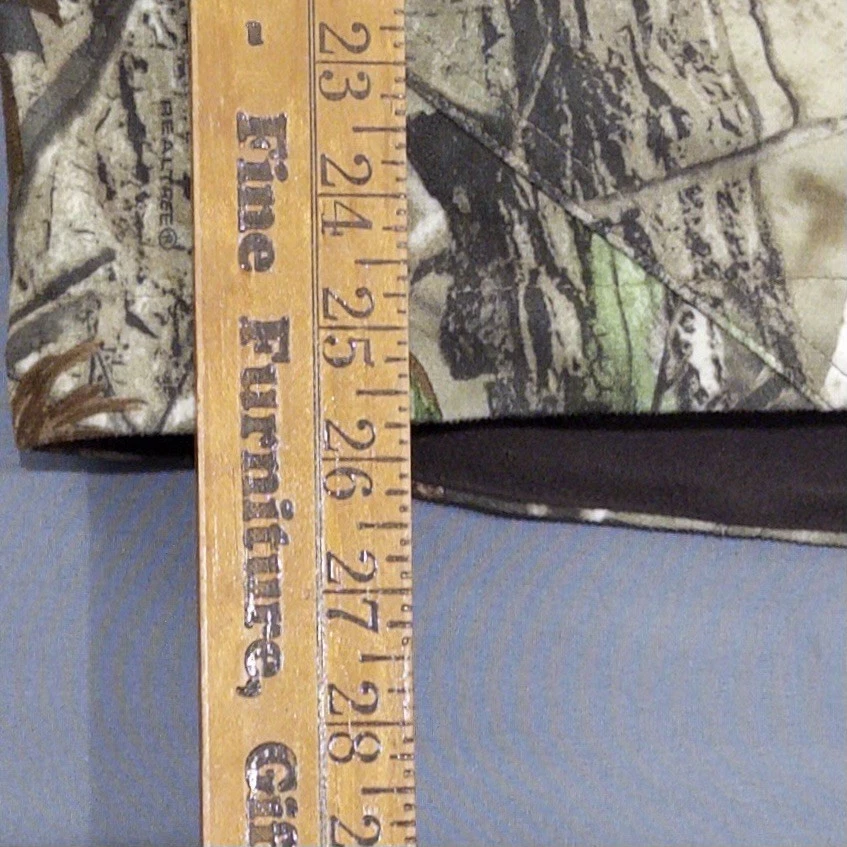 REALTREE®
- Fine Furniture,
23 24 25 26 27 28